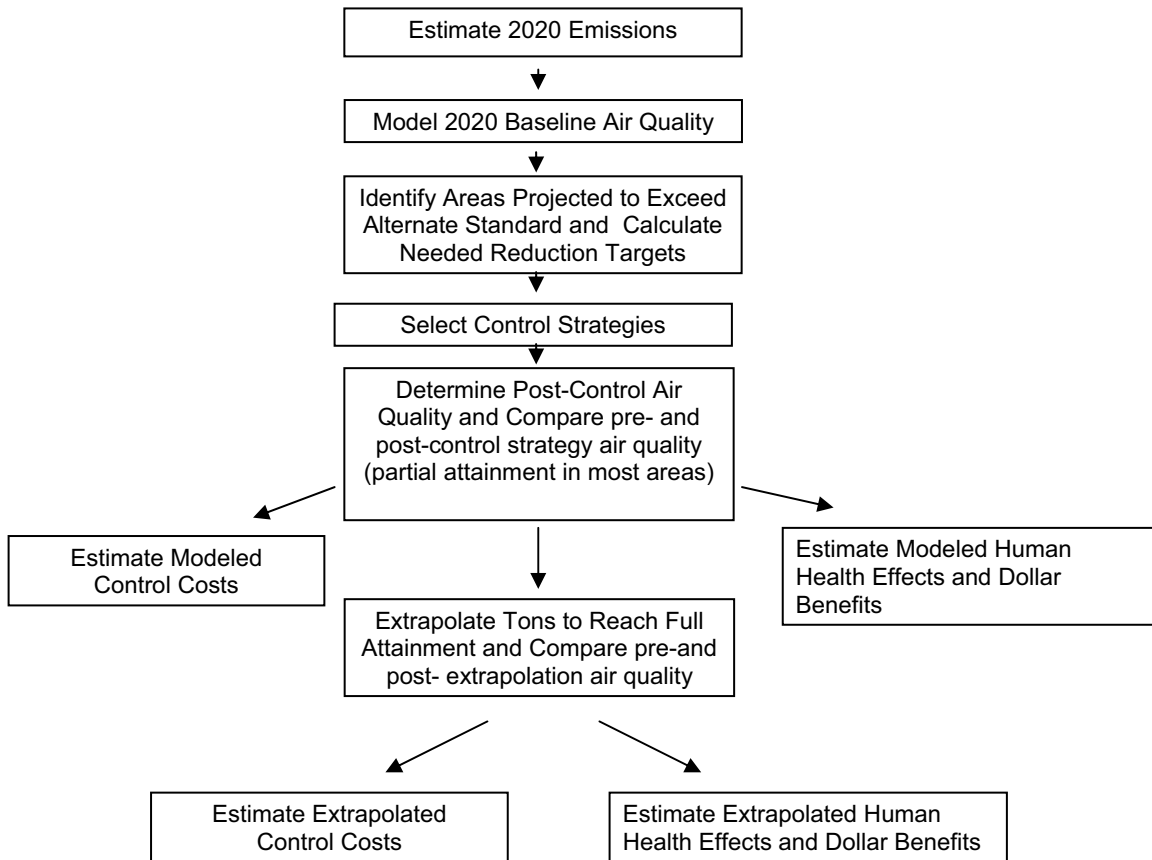 Estimate 2020 Emissions
Model 2020 Baseline Air Quality
Identify Areas Projected to Exceed
Alternate Standard and Calculate
Needed Reduction Targets
Select Control Strategies
Determine Post-Control Air
Quality and Compare pre- and
post-control strategy air quality
(partial attainment in most areas)
Estimate Modeled
Control Costs
Estimate Modeled Human
Health Effects and Dollar
Benefits
Extrapolate Tons to Reach Full
Attainment and Compare pre-and
post- extrapolation air quality
Estimate Extrapolated
Control Costs
Estimate Extrapolated Human
Health Effects and Dollar Benefits